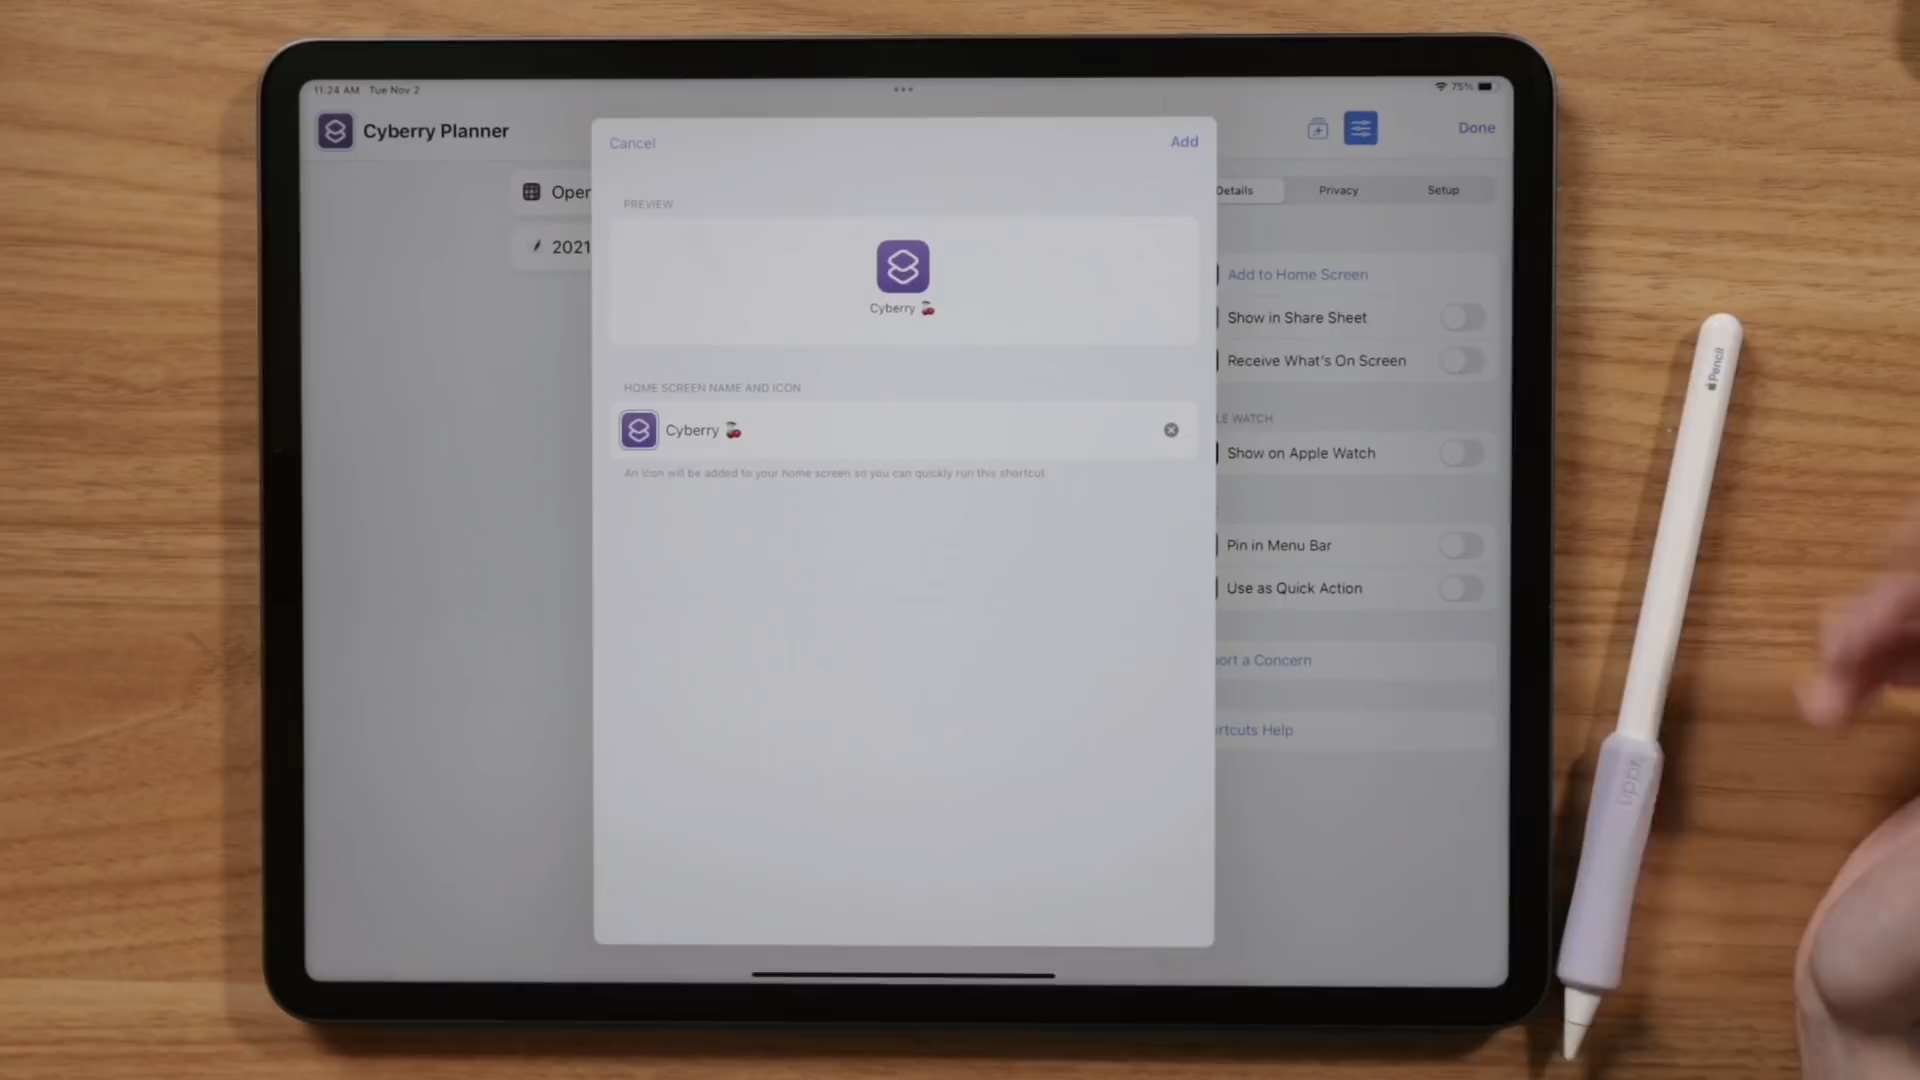 11:24 AM Tue Nov 2
75%
Cyberry Planner
Done
Cancel
Add
Open
2021
PREVIEW
Cyberry 🍒
HOME SCREEN NAME AND ICON
Cyberry 🍒
An icon will be added to your home screen so you can quickly run this shortcut.
Details
Privacy
Setup
Add to Home Screen
Show in Share Sheet
Receive What's On Screen
LE WATCH
Show on Apple Watch
Pin in Menu Bar
Use as Quick Action
ort a Concern
rtcuts Help
Pencil